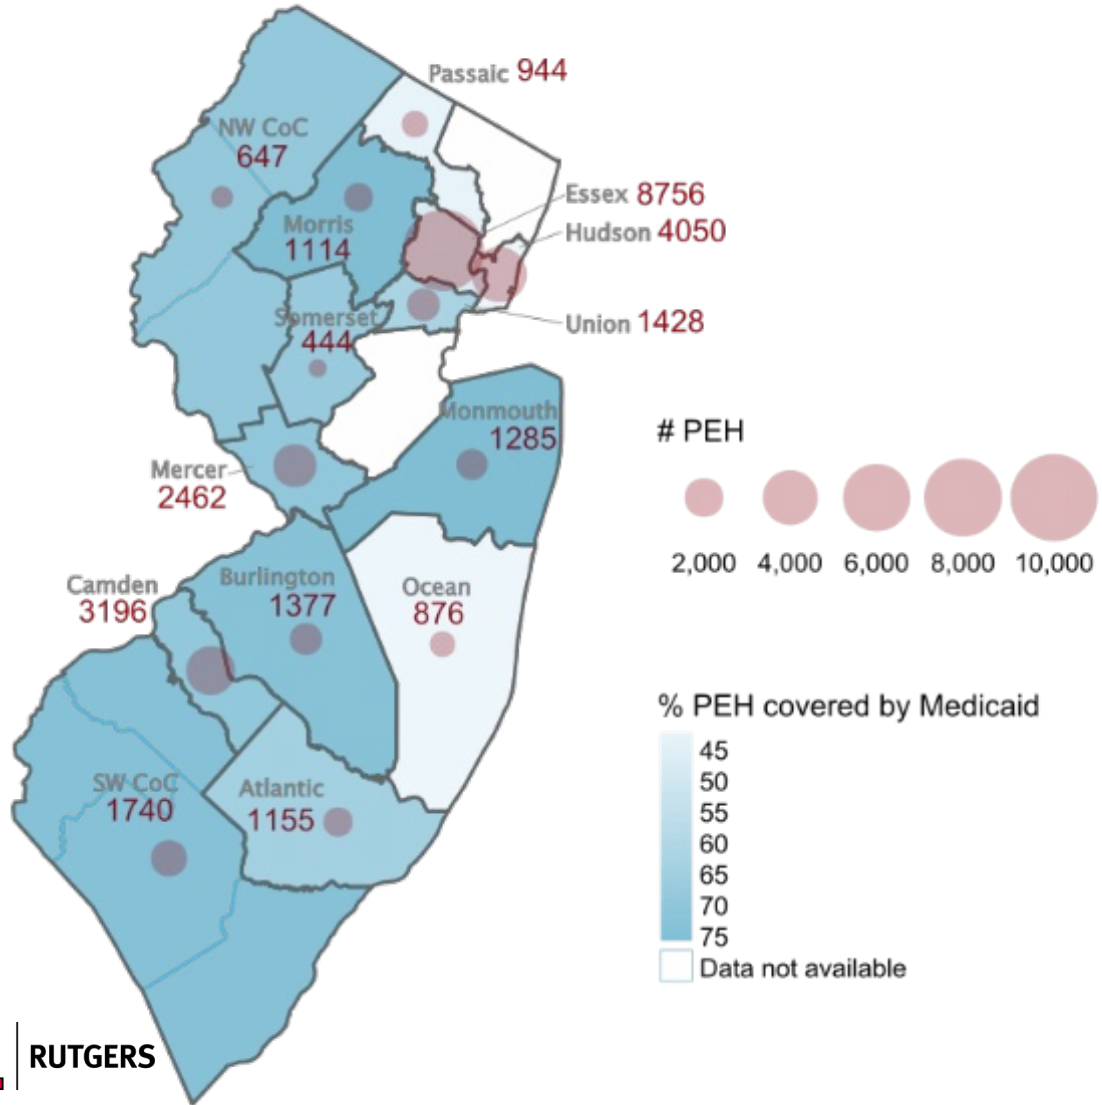 Passaic 944
NW CoC
647
Essex 8756
Hudson 4050
Morris
1114
Somerset
444
Union 1428
Monmouth
1285
# PEH
2,000 4,000 6,000 8,000 10,000
Mercer
2462
Camden
3196
Burlington
1377
Ocean
876
% PEH covered by Medicaid
45
50
55
60
65
70
75
Data not available
SW CoC
1740
Atlantic
1155
RUTGERS